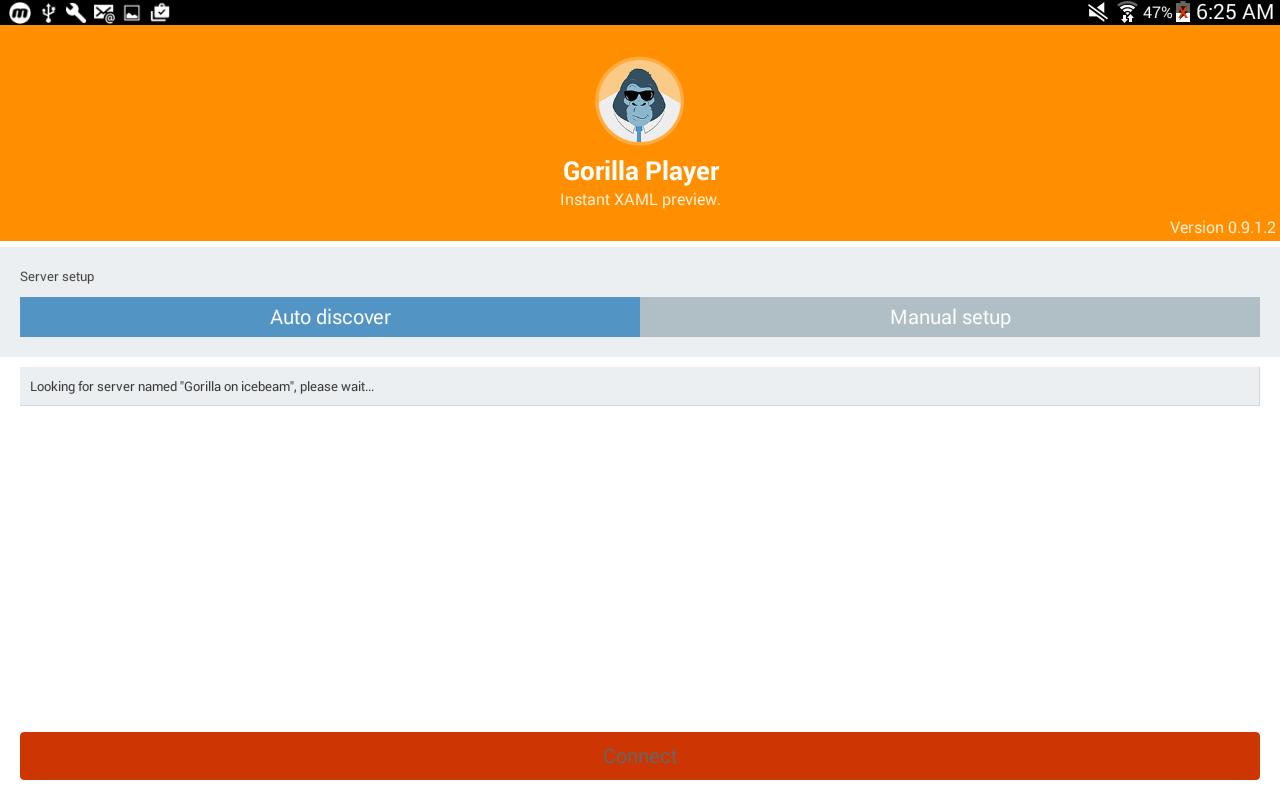 47% 6:25 AM
Gorilla Player
Instant XAML preview.
Version 0.9.1.2
Server setup
Auto discover Manual setup
Looking for server named "Gorilla on icebeam", please wait...
Connect